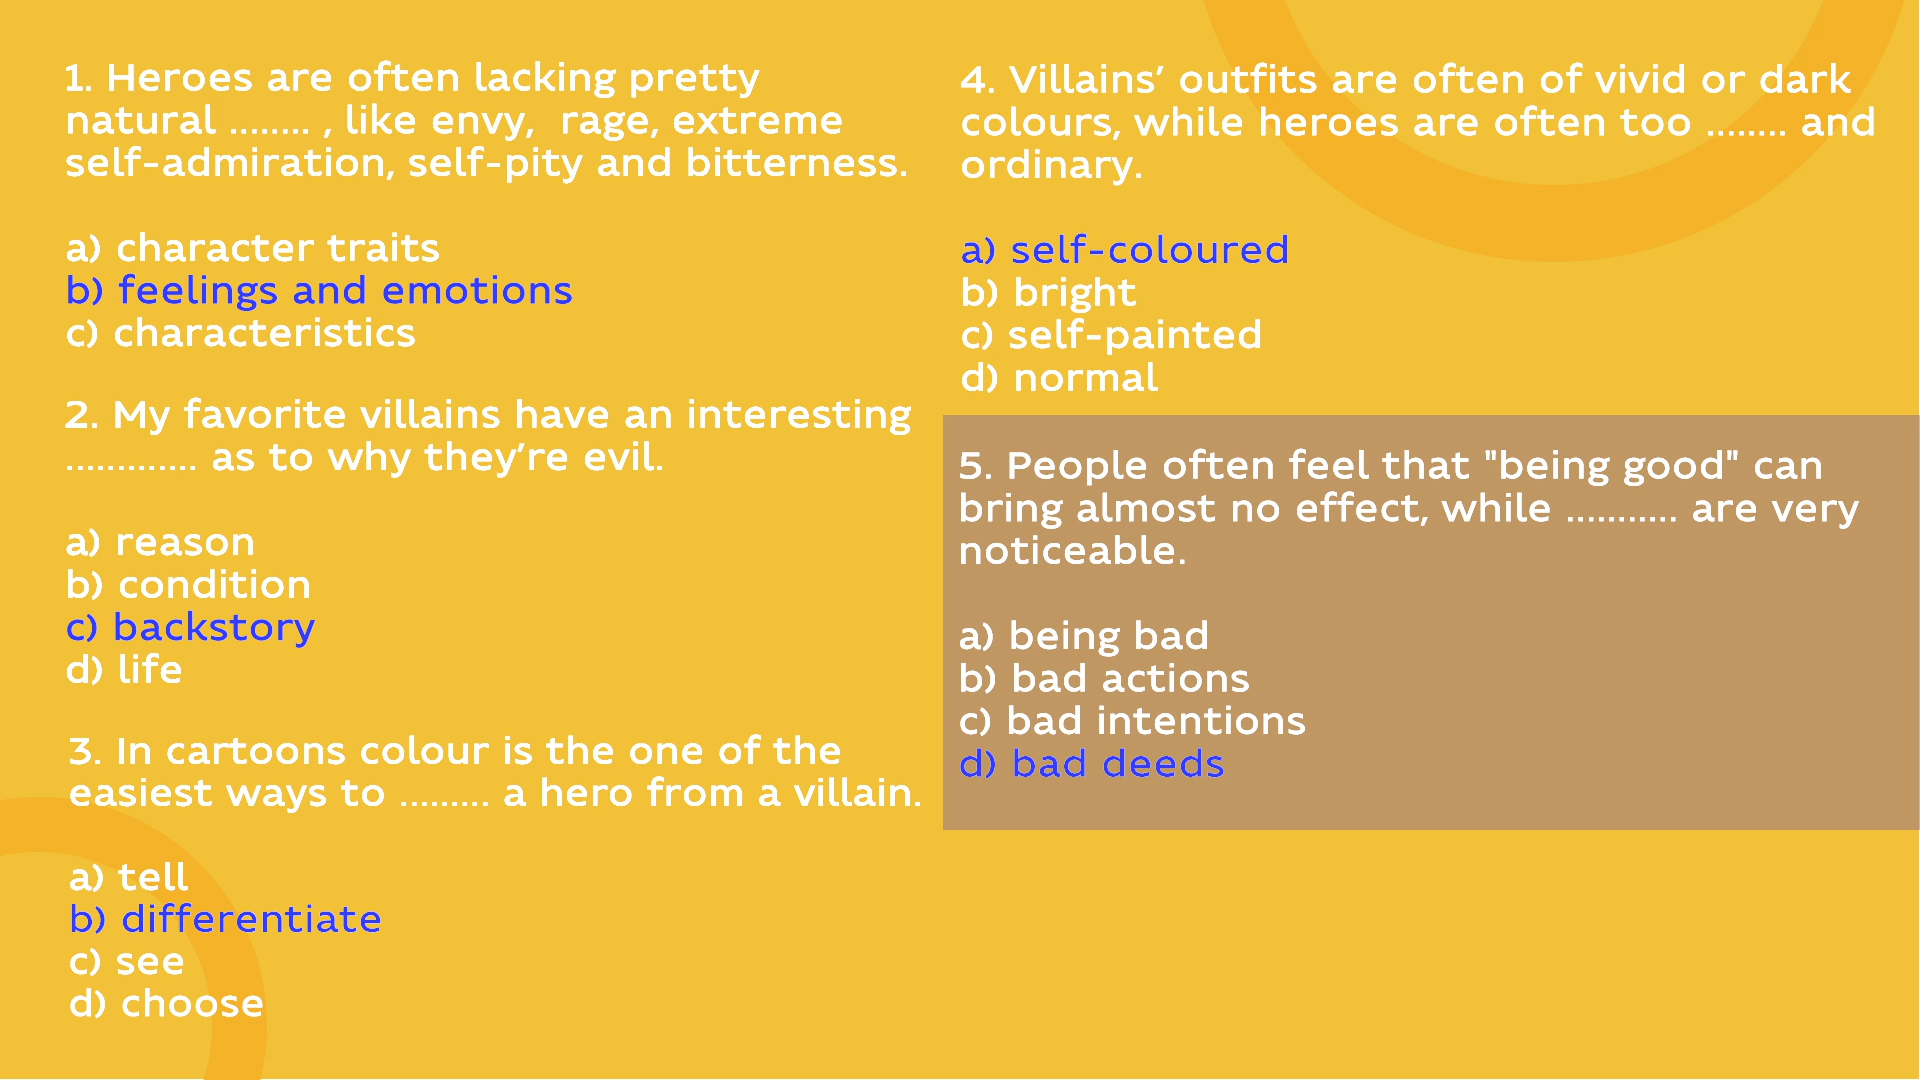 1. Heroes are often lacking pretty
natural ........ , like envy,  rage, extreme
self-admiration, self-pity and bitterness.
a) character traits
b) feelings and emotions
c) characteristics
2. My favorite villains have an interesting
............. as to why they’re evil.
a) reason
b) condition
c) backstory
d) life
3. In cartoons colour is the one of the
easiest ways to ......... a hero from a villain.
a) tell
b) differentiate
c) see
d) choose
4. Villains’ outfits are often of vivid or dark
colours, while heroes are often too ........ and
ordinary.
a) self-coloured
b) bright
c) self-painted
d) normal
5. People often feel that "being good" can
bring almost no effect, while ........... are very
noticeable.
a) being bad
b) bad actions
c) bad intentions
d) bad deeds